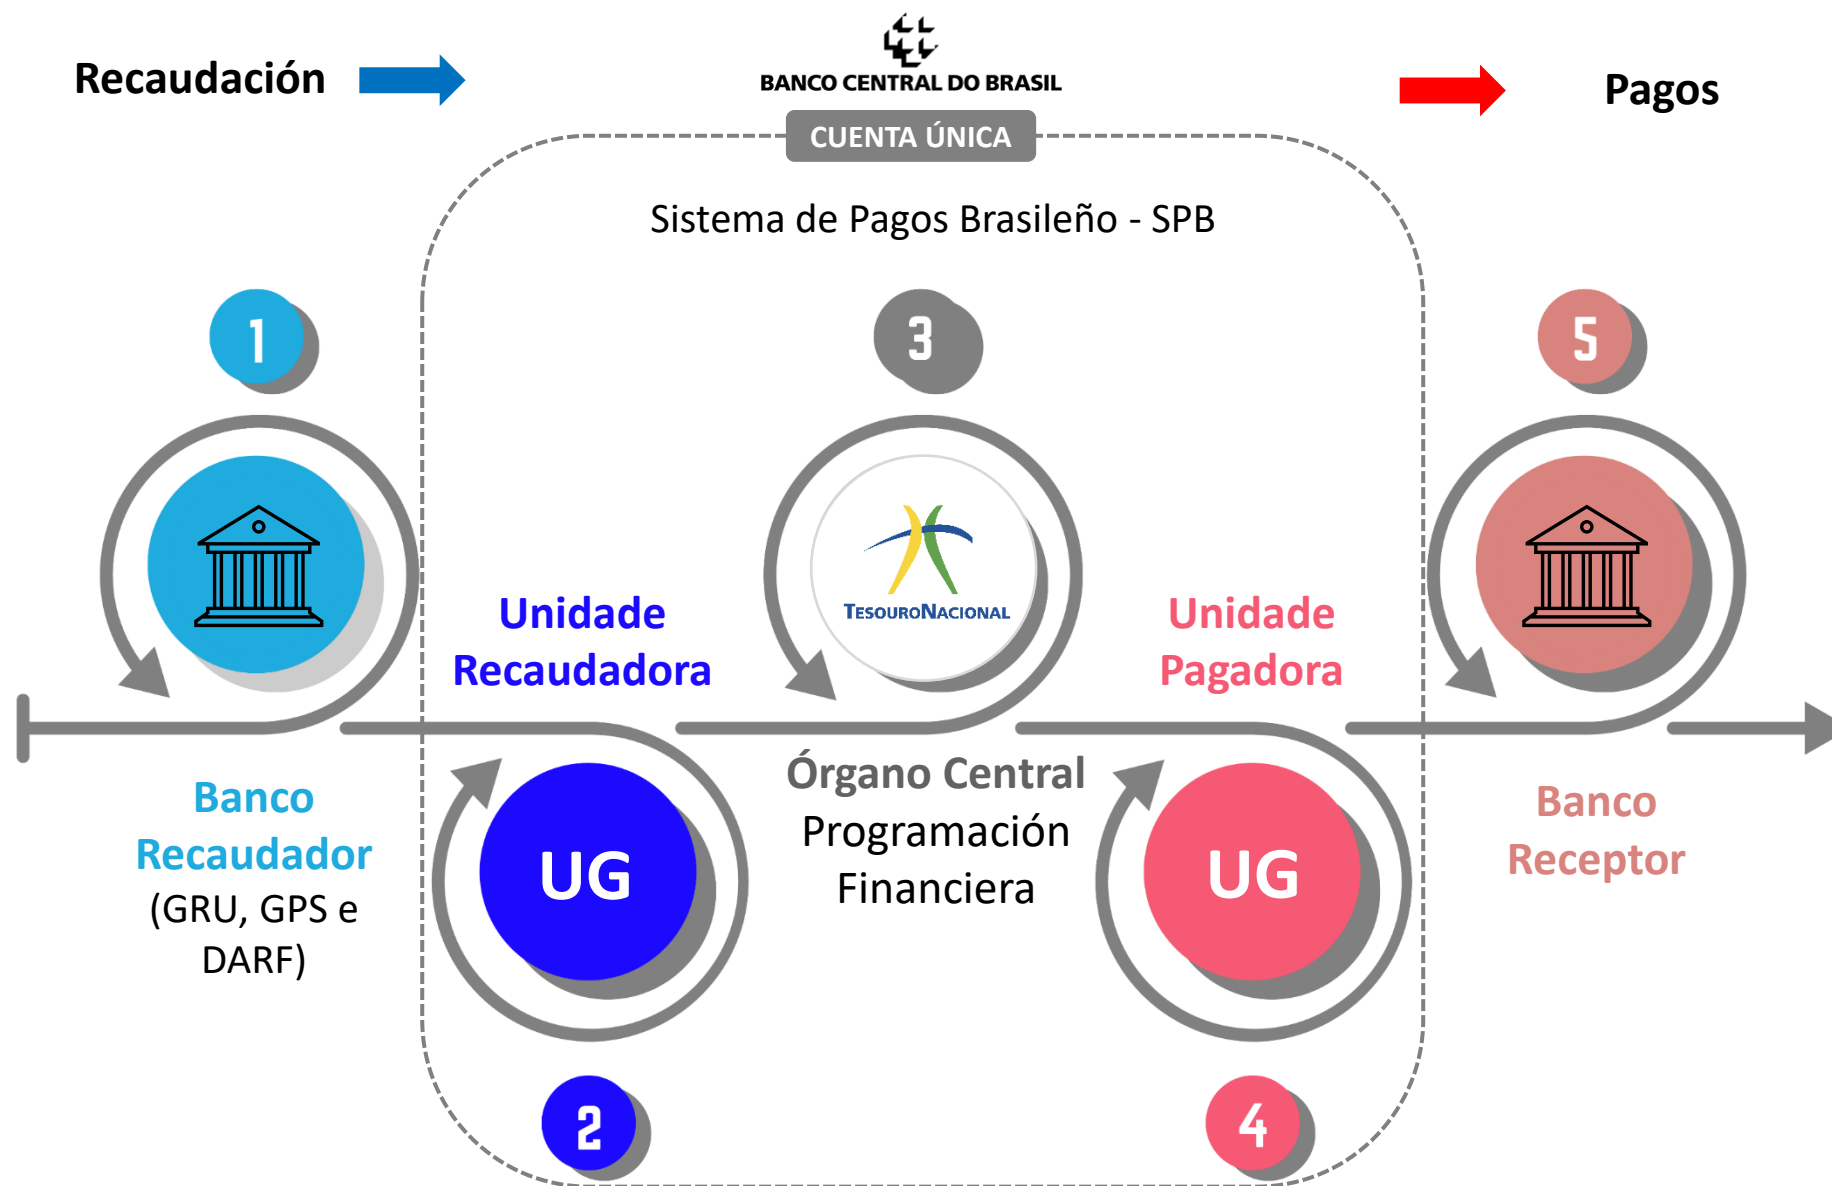 Recaudación
BANCO CENTRAL DO BRASIL
Pagos
CUENTA ÚNICA
Sistema de Pagos Brasileño - SPB
1
3
5
TESOURONACIONAL
Unidade
Recaudadora
Unidade
Pagadora
Banco
Recaudador
(GRU, GPS e
DARF)
UG
Órgano Central
Programación
Financiera
UG
Banco
Receptor
2
4